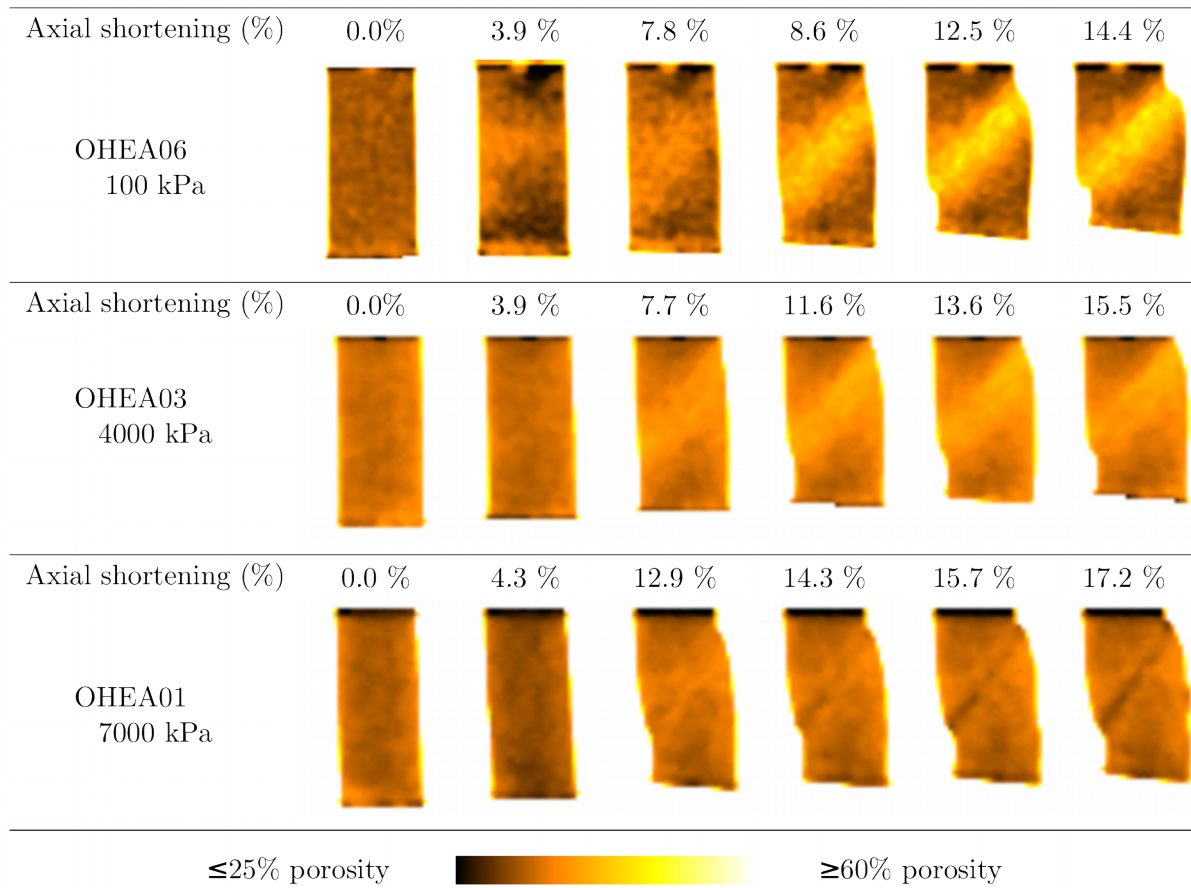 Axial shortening (%) 0.0% 3.9 % 7.8 % 8.6 % 12.5 % 14.4 %
OHEA06
100 kPa
Axial shortening (%) 0.0% 3.9 % 7.7 % 11.6 % 13.6 % 15.5 %
OHEA03
4000 kPa
Axial shortening (%) 0.0 % 4.3 % 12.9 % 14.3 % 15.7 % 17.2 %
OHEA01
7000 kPa
≤25% porosity ≥60% porosity